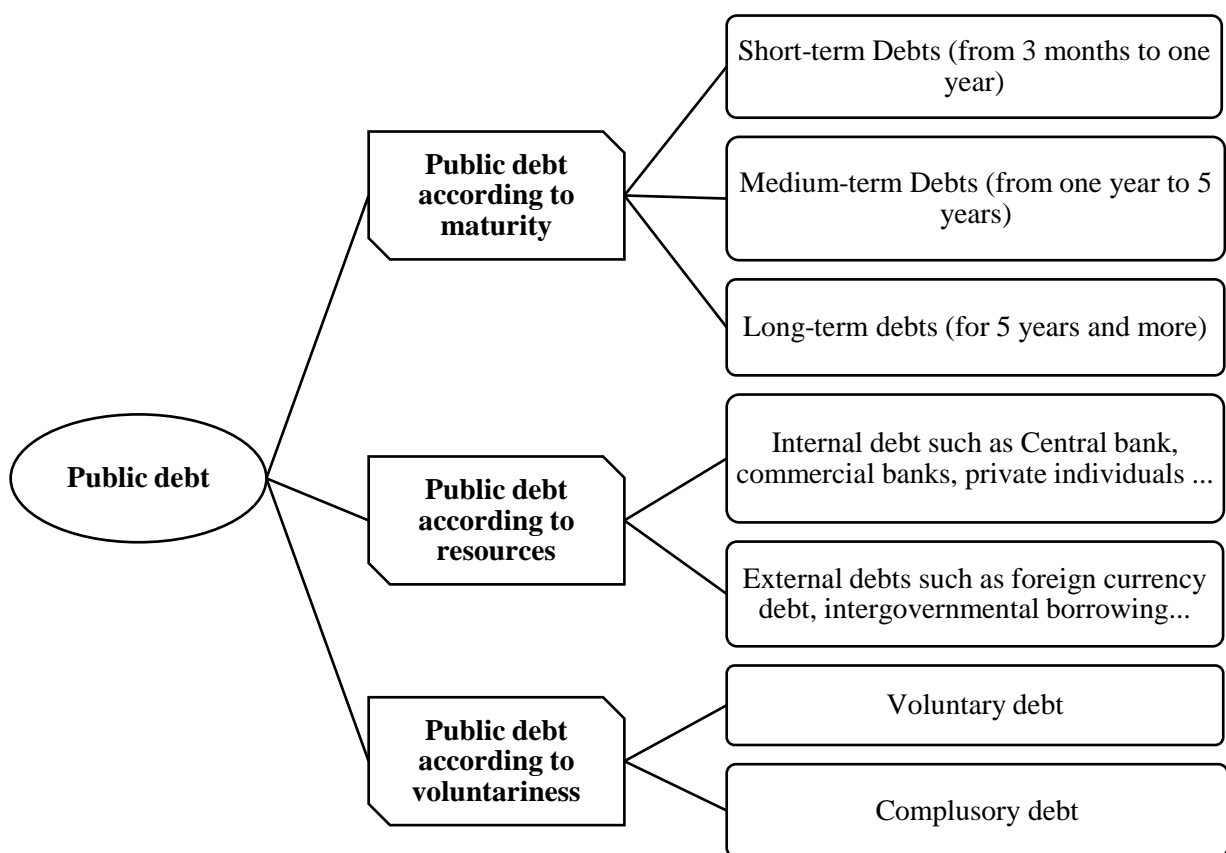 Public debt
Public debt
according to
maturity
Short-term Debts (from 3 months to one
year)
Medium-term Debts (from one year to 5
years)
Long-term debts (for 5 years and more)
Public debt
according to
resources
Internal debt such as Central bank,
commercial banks, private individuals ...
External debts such as foreign currency
debt, intergovernmental borrowing...
Public debt
according to
voluntariness
Voluntary debt
Complusory debt